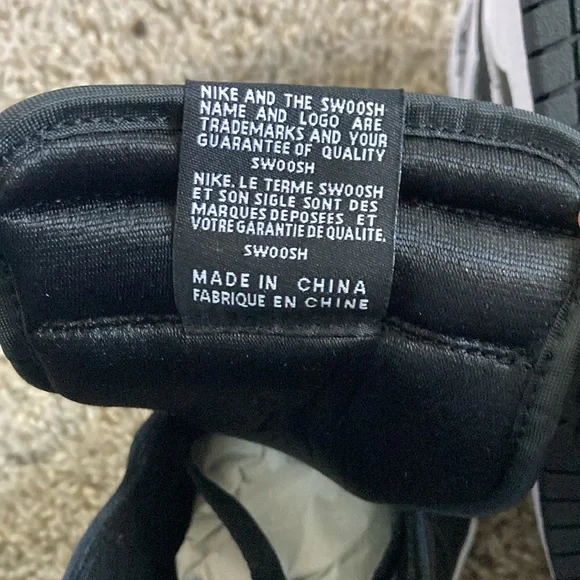 NIKE AND THE SWOOSH
NAME AND LOGO ARE
TRADEMARKS AND YOUR
GUARANTEE OF QUALITY
SWOOSH
NIKE. LE TERME SWOOSH
ET SON SIGLE SONT DES
MARQUES DEPOSEES ET
VOTRE GARANTIE DE QUALITE.
SWOOSH
MADE IN CHINA
FABRIQUE EN CHINE